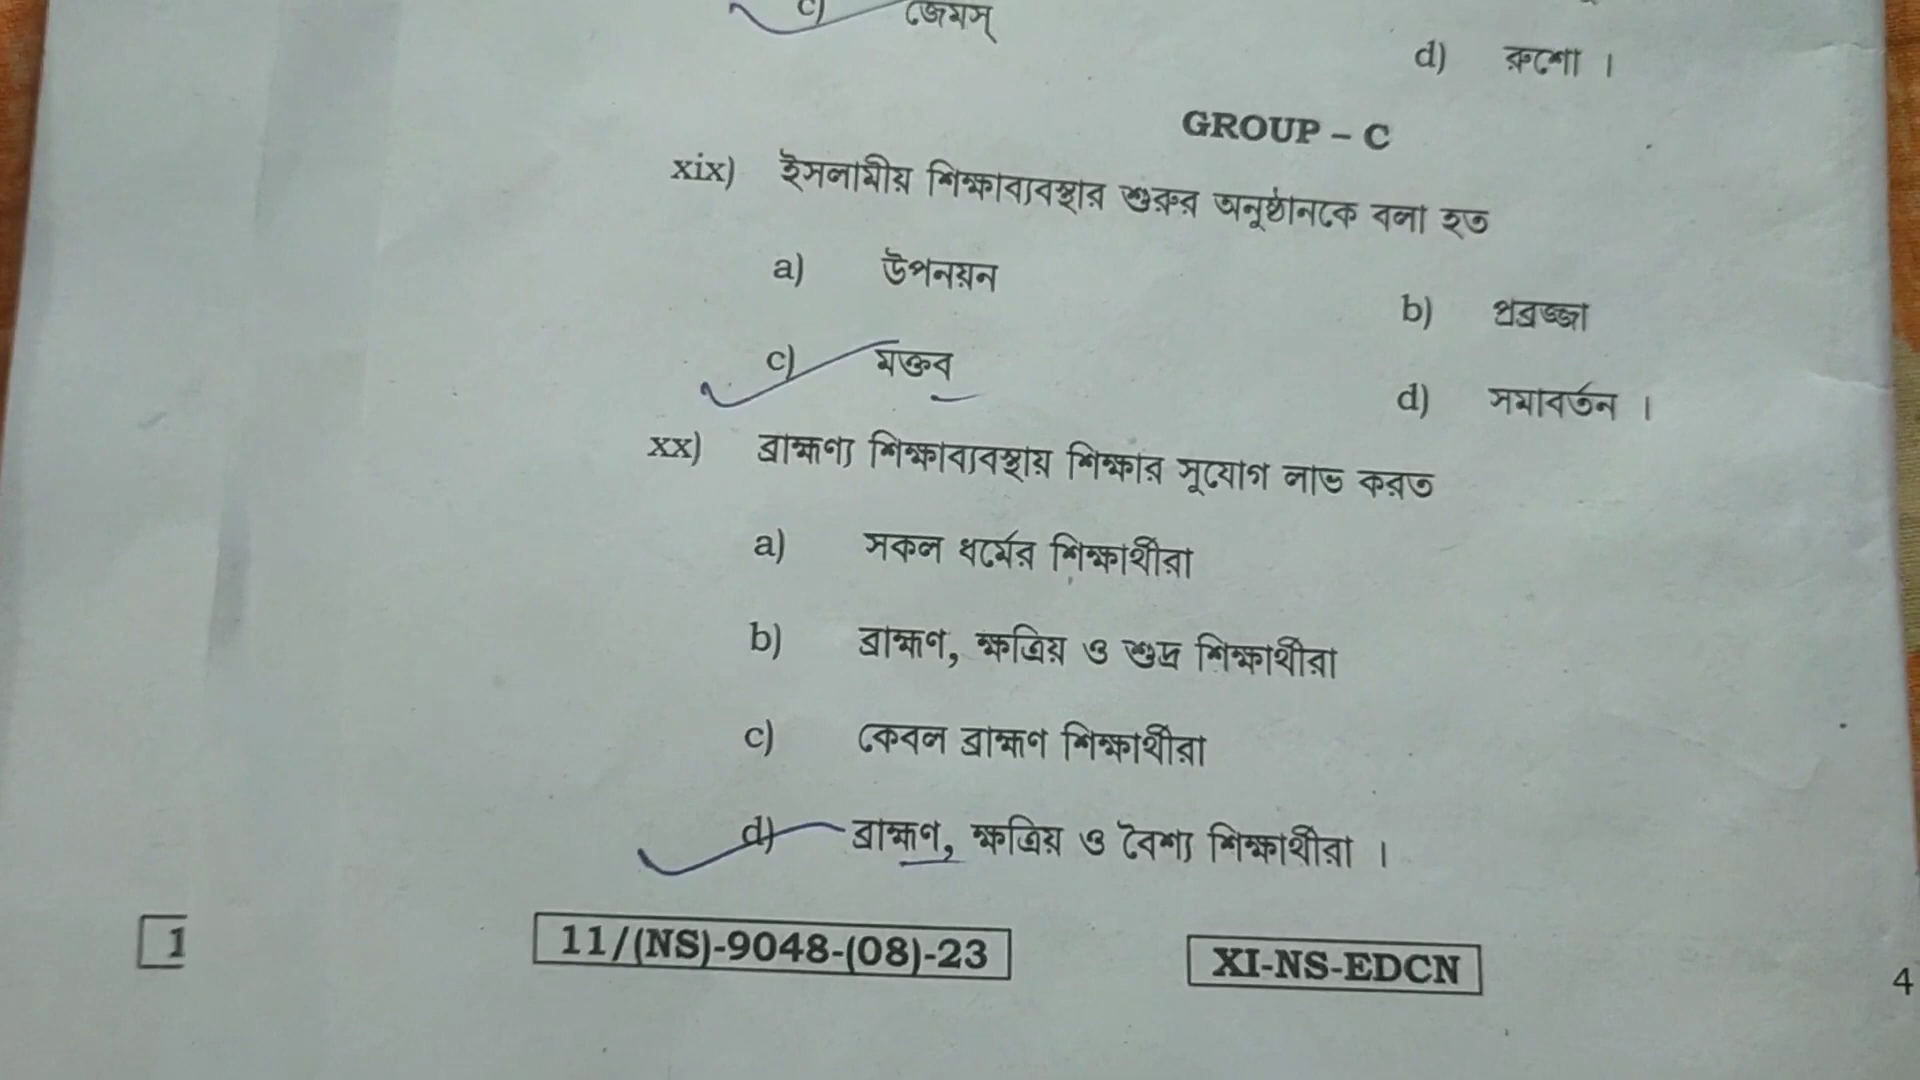 c) জেমস্
d) রুশো ।
GROUP – C
xix) ইসলামীয় শিক্ষাব্যবস্থার শুরুর অনুষ্ঠানকে বলা হত
a) উপনয়ন
b) প্রব্রজ্জা
c) মক্তব
d) সমাবর্তন ।
xx) ব্রাহ্মণ্য শিক্ষাব্যবস্থায় শিক্ষার সুযোগ লাভ করত
a) সকল ধর্মের শিক্ষার্থীরা
b) ব্রাহ্মণ, ক্ষত্রিয় ও শুদ্র শিক্ষার্থীরা
c) কেবল ব্রাহ্মণ শিক্ষার্থীরা
d) ব্রাহ্মণ, ক্ষত্রিয় ও বৈশ্য শিক্ষার্থীরা ।
1 11/(NS)-9048-(08)-23 XI-NS-EDCN 4